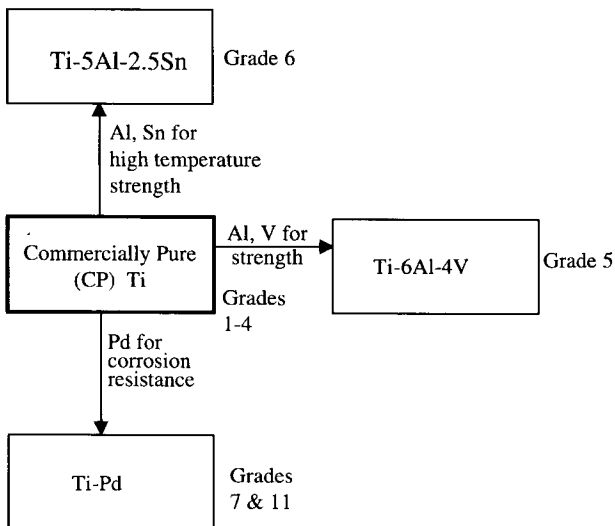 Ti-5Al-2.5Sn
Grade 6
Al, Sn for
high temperature
strength
Commercially Pure
(CP) Ti
Grades
1-4
Al, V for
strength
Ti-6Al-4V
Grade 5
Pd for
corrosion
resistance
Ti-Pd
Grades
7 & 11